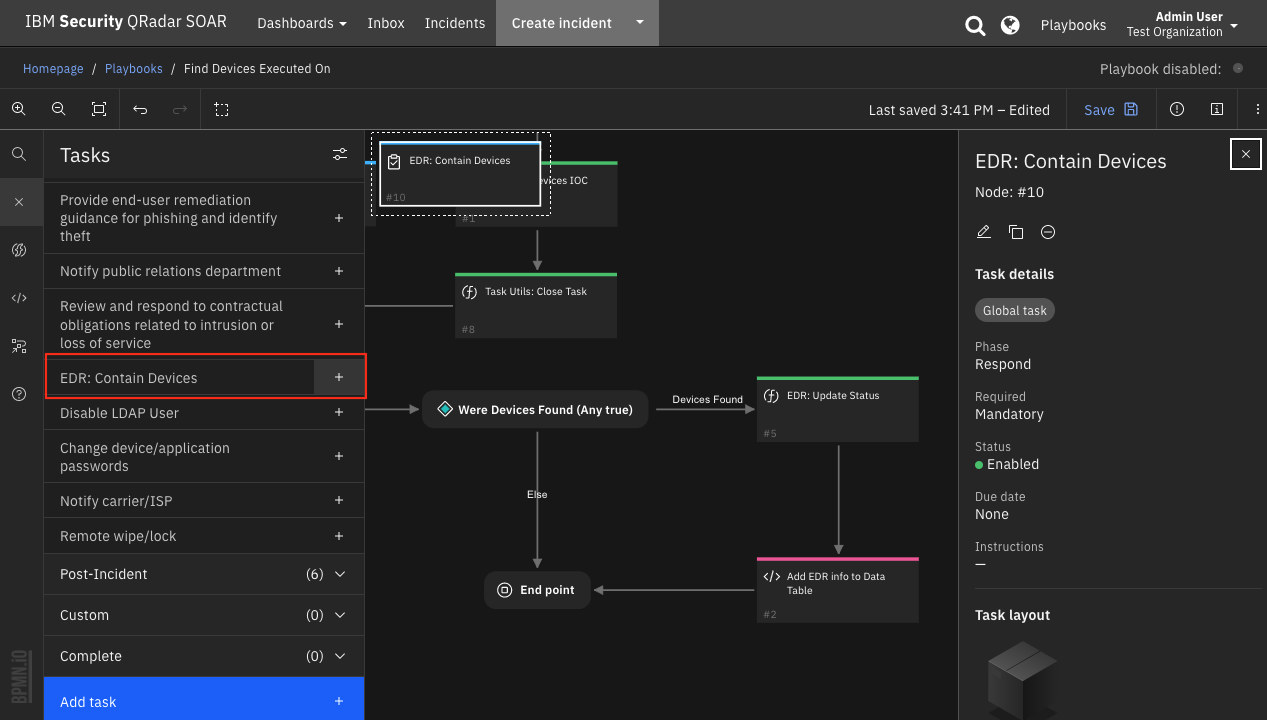 IBM Security QRadar SOAR
Dashboards
Inbox
Incidents
Create incident
Playbooks
Admin User
Test Organization
Homepage / Playbooks / Find Devices Executed On
Playbook disabled:
Last saved 3:41 PM – Edited
Save
Tasks
Provide end-user remediation
guidance for phishing and identify
theft
Notify public relations department
Review and respond to contractual
obligations related to intrusion or
loss of service
EDR: Contain Devices
Disable LDAP User
Change device/application
passwords
Notify carrier/ISP
Remote wipe/lock
Post-Incident (6)
Custom (0)
Complete (0)
Add task
BPMN.iO
EDR: Contain Devices
#10
evices IOC
#1
Task Utils: Close Task
#8
Were Devices Found (Any true)
Devices Found
EDR: Update Status
#5
Else
End point
Add EDR info to Data
Table
#2
EDR: Contain Devices
Node: #10
Task details
Global task
Phase
Respond
Required
Mandatory
Status
Enabled
Due date
None
Instructions
—
Task layout